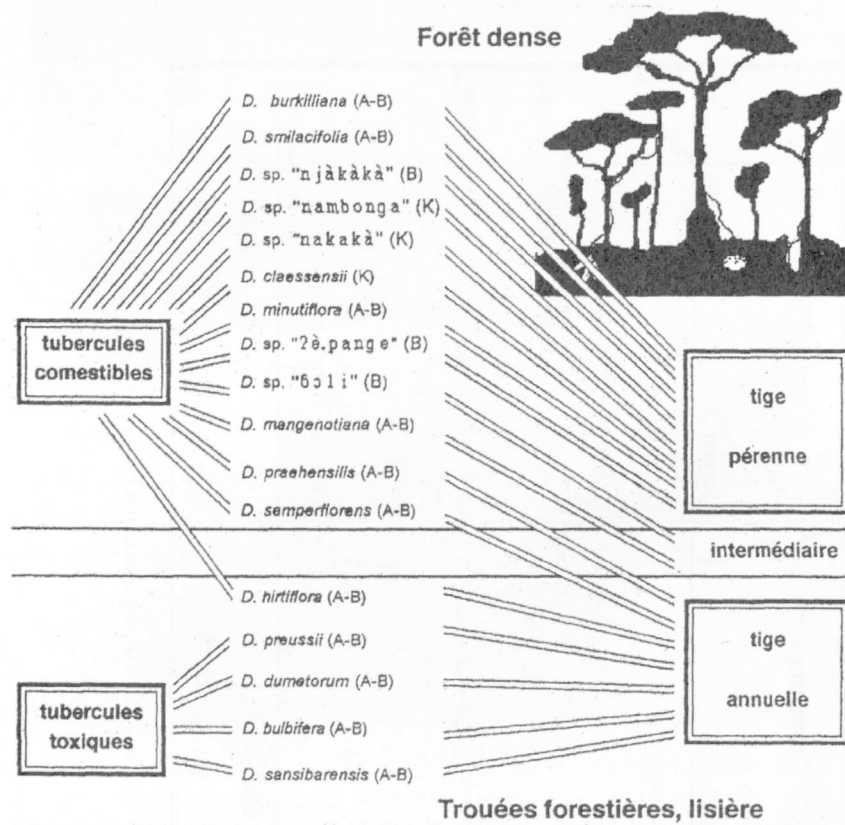 Forêt dense
D. burkilliana (A-B)
D. smilacifolia (A-B)
D. sp. "njàkàkà" (B)
D. sp. "nambonga" (K)
D. sp. "nakakà" (K)
D. claessensii (K)
D. minutiflora (A-B)
D. sp. "ʔè.pange" (B)
D. sp. "ɓɔli" (B)
D. mangenotiana (A-B)
D. praehensilis (A-B)
D. semperflorens (A-B)
D. hirtiflora (A-B)
D. preussii (A-B)
D. dumetorum (A-B)
D. bulbifera (A-B)
D. sansibarensis (A-B)
tubercules
comestibles
tubercules
toxiques
tige
pérenne
intermédiaire
tige
annuelle
Trouées forestières, lisière